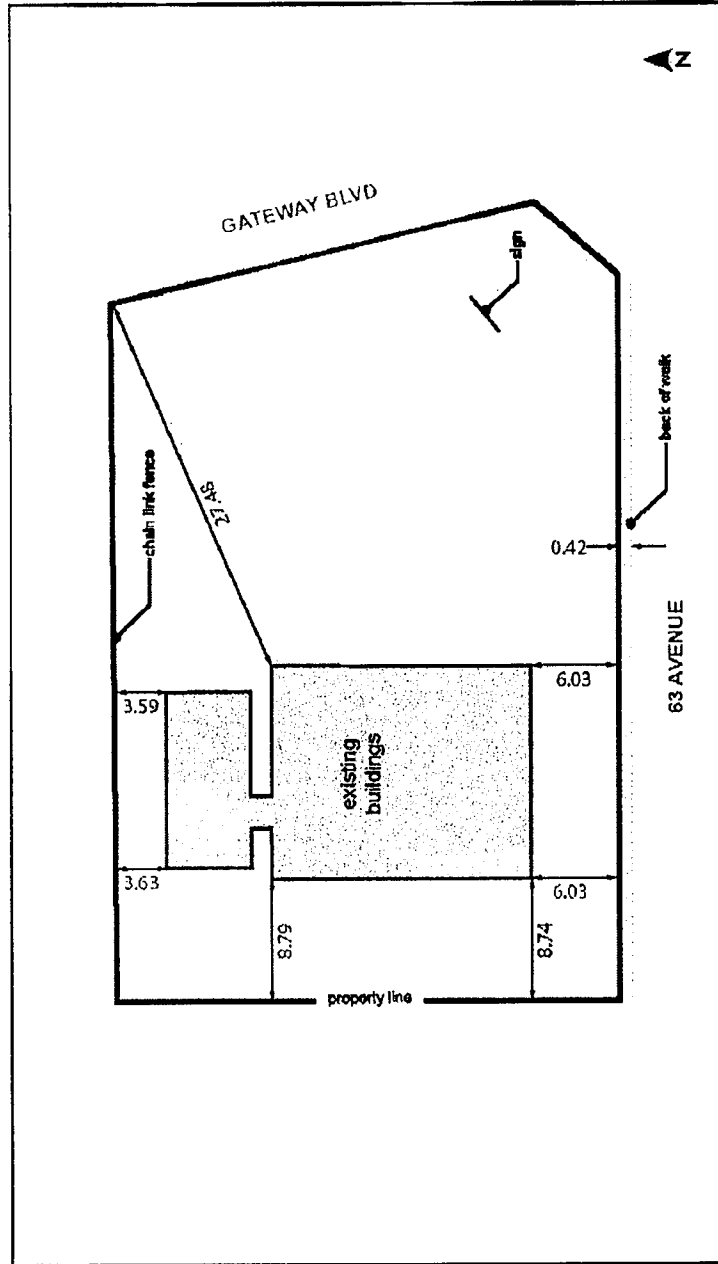 N
GATEWAY BLVD
sign
chain link fence
27.48
back of walk
0.42
63 AVENUE
3.59
6.03
existing
buildings
3.63
6.03
8.79
8.74
property line